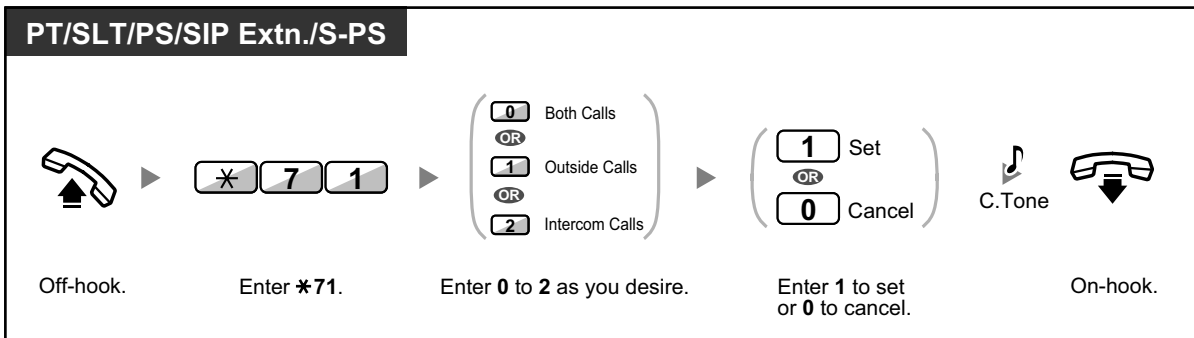 PT/SLT/PS/SIP Extn./S-PS
0 Both Calls
OR
1 Outside Calls
OR
2 Intercom Calls
✳ 7 1
1 Set
OR
0 Cancel
C.Tone
Off-hook.
Enter ✳71.
Enter 0 to 2 as you desire.
Enter 1 to set
or 0 to cancel.
On-hook.